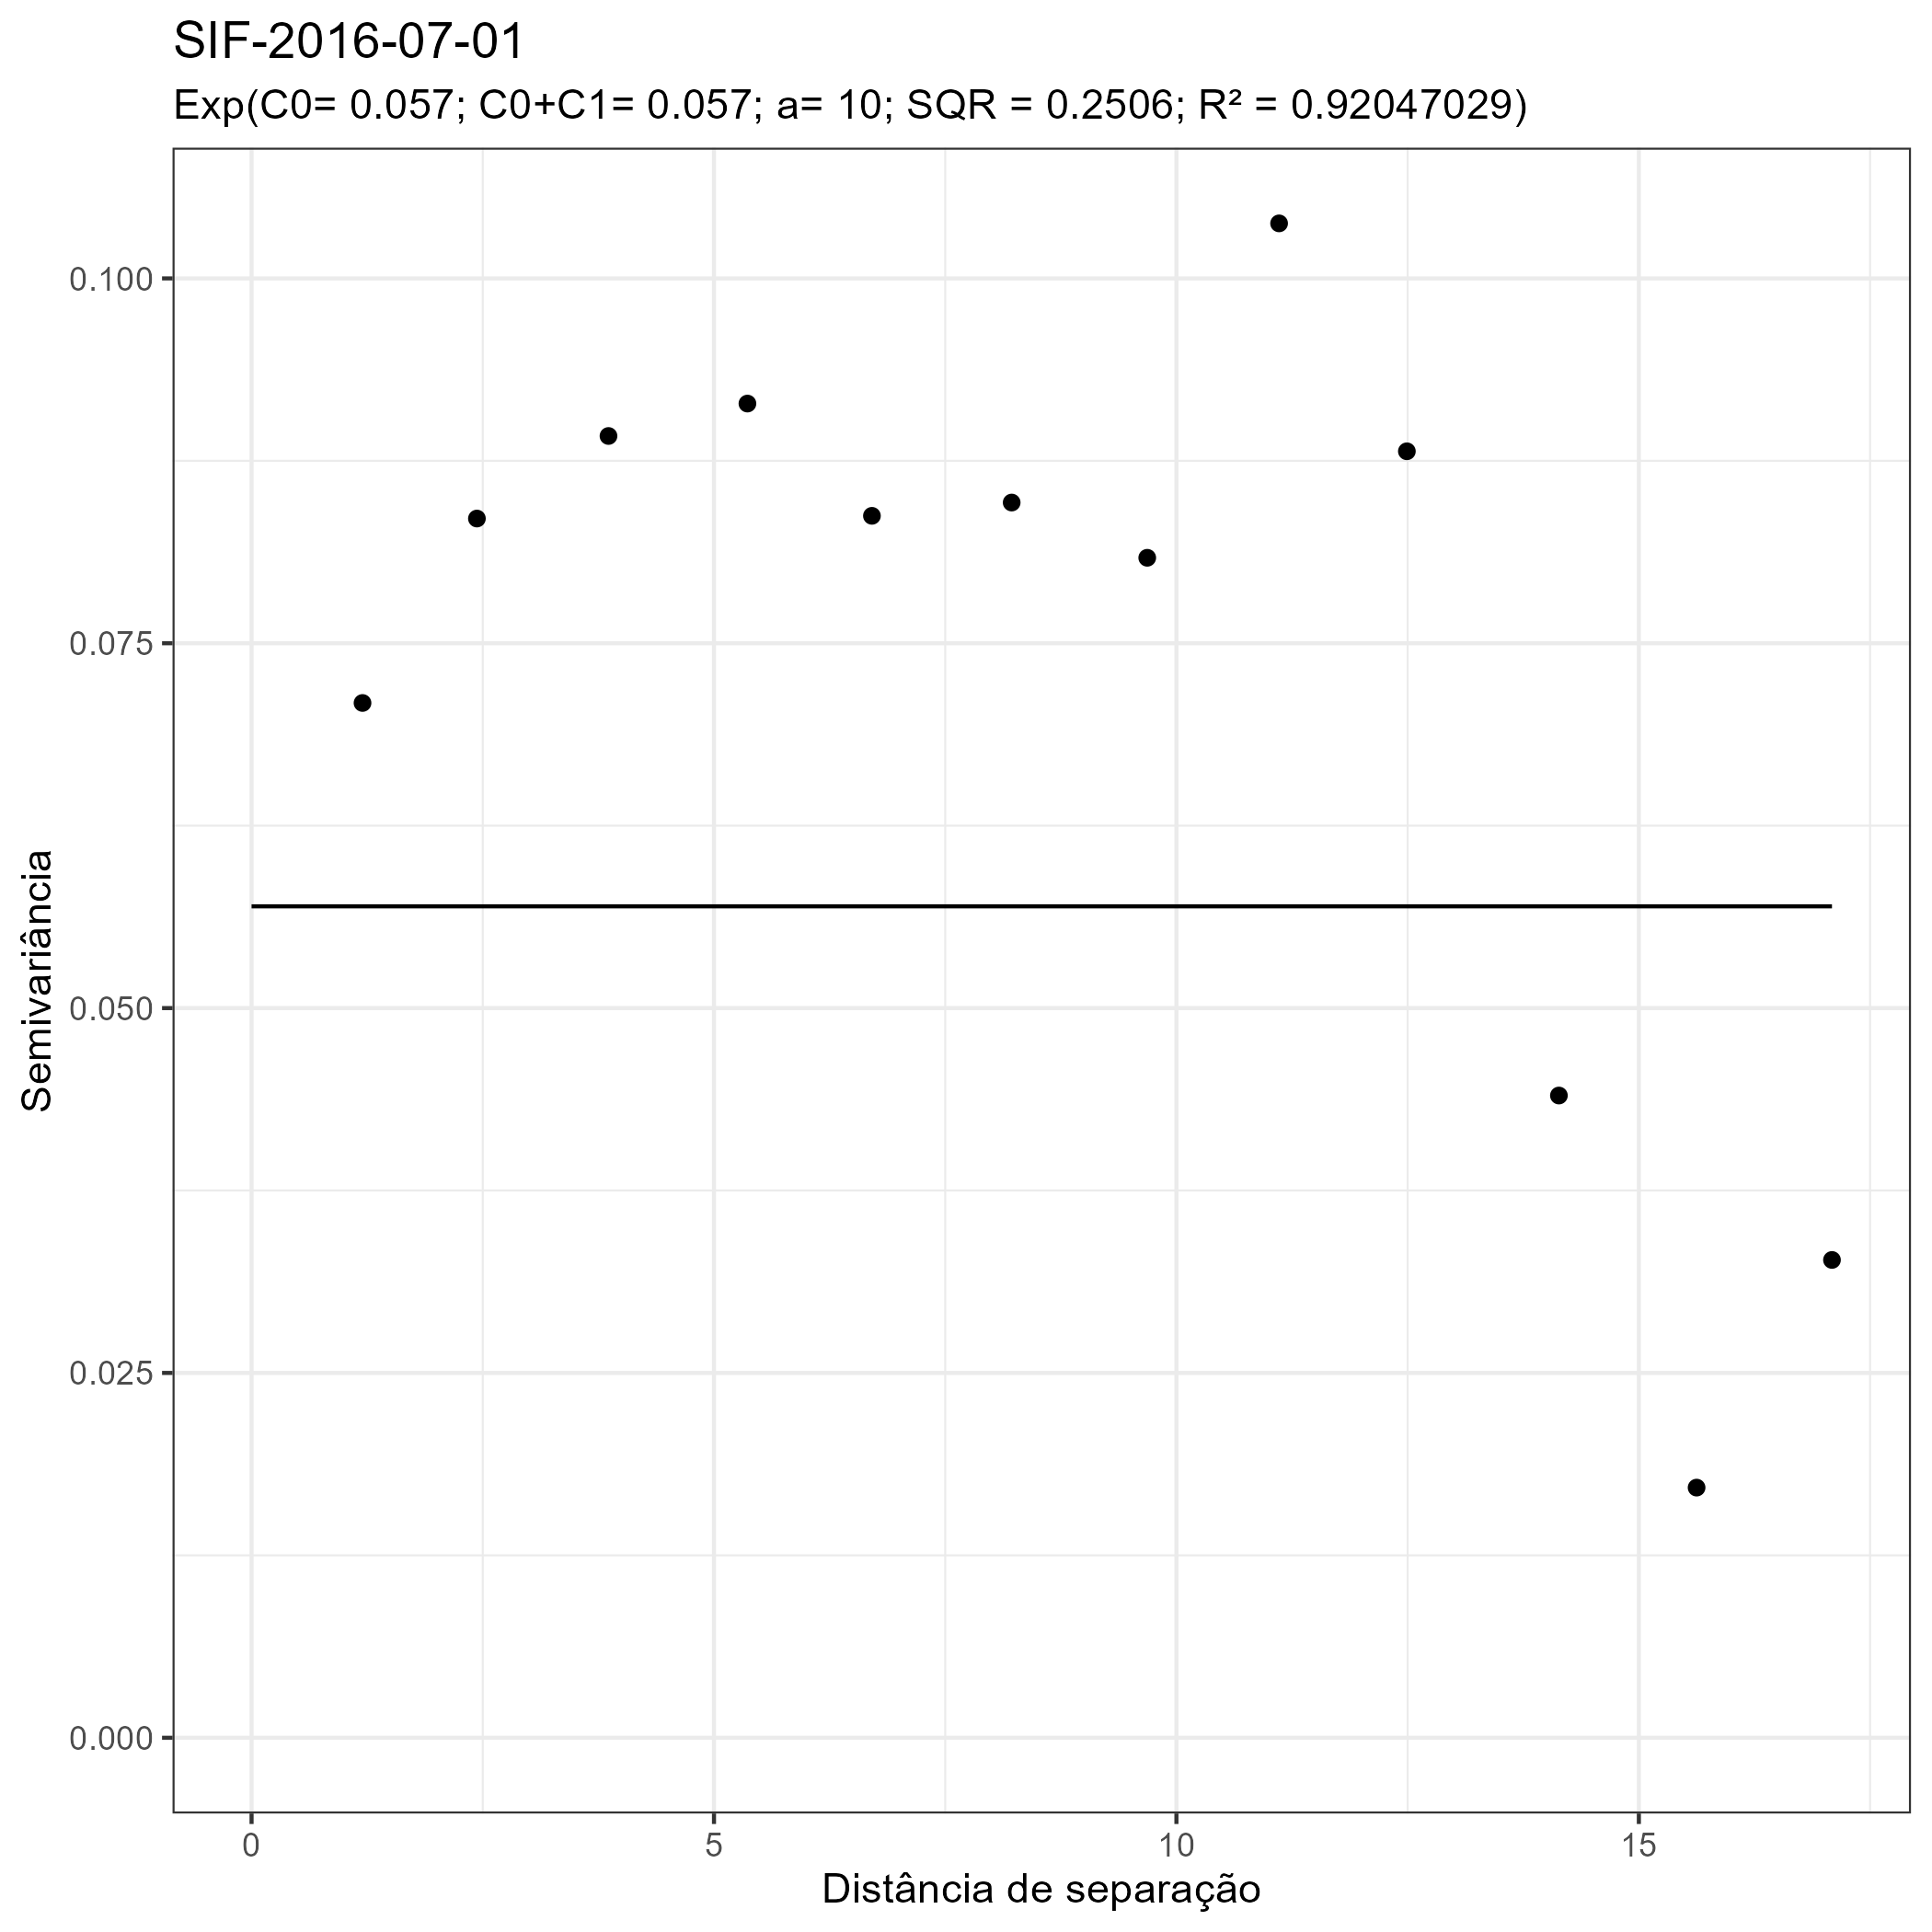 SIF-2016-07-01
Exp(C0= 0.057; C0+C1= 0.057; a= 10; SQR = 0.2506; R² = 0.92047029)
Semivariância
0.100
0.075
0.050
0.025
0.000
0 5 10 15
Distância de separação